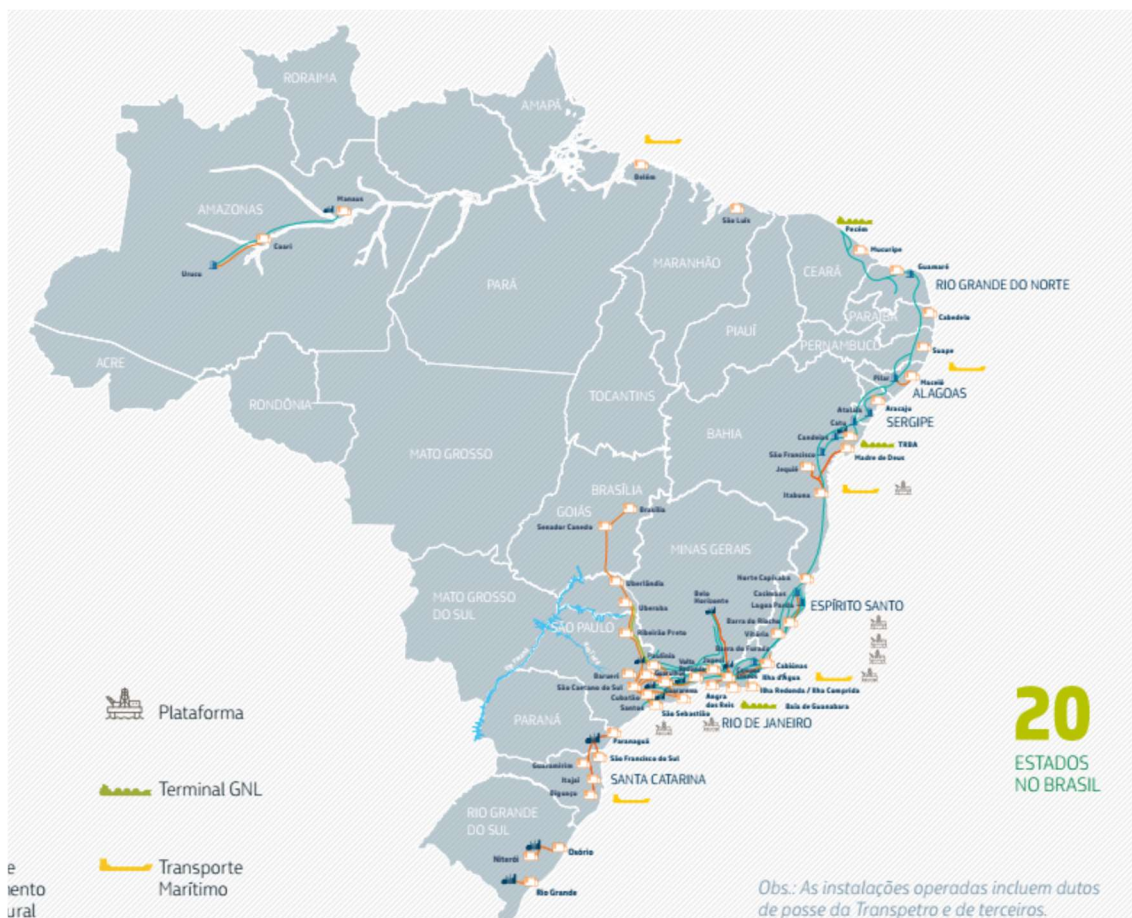 RORAIMA
AMAPÁ
Belém
São Luís
Manaus
AMAZONAS
Coari
Urucu
Pecém
Mucuripe
Guamaré
RIO GRANDE DO NORTE
MARANHÃO
CEARÁ
PARÁ
PARAÍBA
Cabedelo
PIAUÍ
PERNAMBUCO
Suape
ACRE
Pilar
Maceió
ALAGOAS
RONDÔNIA
TOCANTINS
Aracaju
Atalaia
SERGIPE
Catu
BAHIA
Candeias
TRBA
MATO GROSSO
São Francisco
Madre de Deus
Jequié
Itabuna
BRASÍLIA
GOIÁS
Brasília
Senador Canedo
MINAS GERAIS
Norte Capixaba
Uberlândia
Cacimbas
MATO GROSSO
DO SUL
Belo
Horizonte
Lagoa Parda
ESPÍRITO SANTO
Uberaba
Barra do Riacho
SÃO PAULO
Ribeirão Preto
Vitória
Barra do Furado
Paulínia
Volta
Japeri
Cabiúnas
Barueri
Ilha d'Água
São Caetano do Sul
Ilha Redonda / Ilha Comprida
Cubatão
Angra
dos Reis
Santos
São Sebastião
Baía de Guanabara
RIO DE JANEIRO
PARANÁ
Paranaguá
São Francisco do Sul
Guaramirim
Itajaí
SANTA CATARINA
Biguaçu
RIO GRANDE
DO SUL
Osório
Niterói
Rio Grande
Plataforma
Terminal GNL
Transporte
Marítimo
e
mento
ural
20
ESTADOS
NO BRASIL
Obs.: As instalações operadas incluem dutos
de posse da Transpetro e de terceiros.